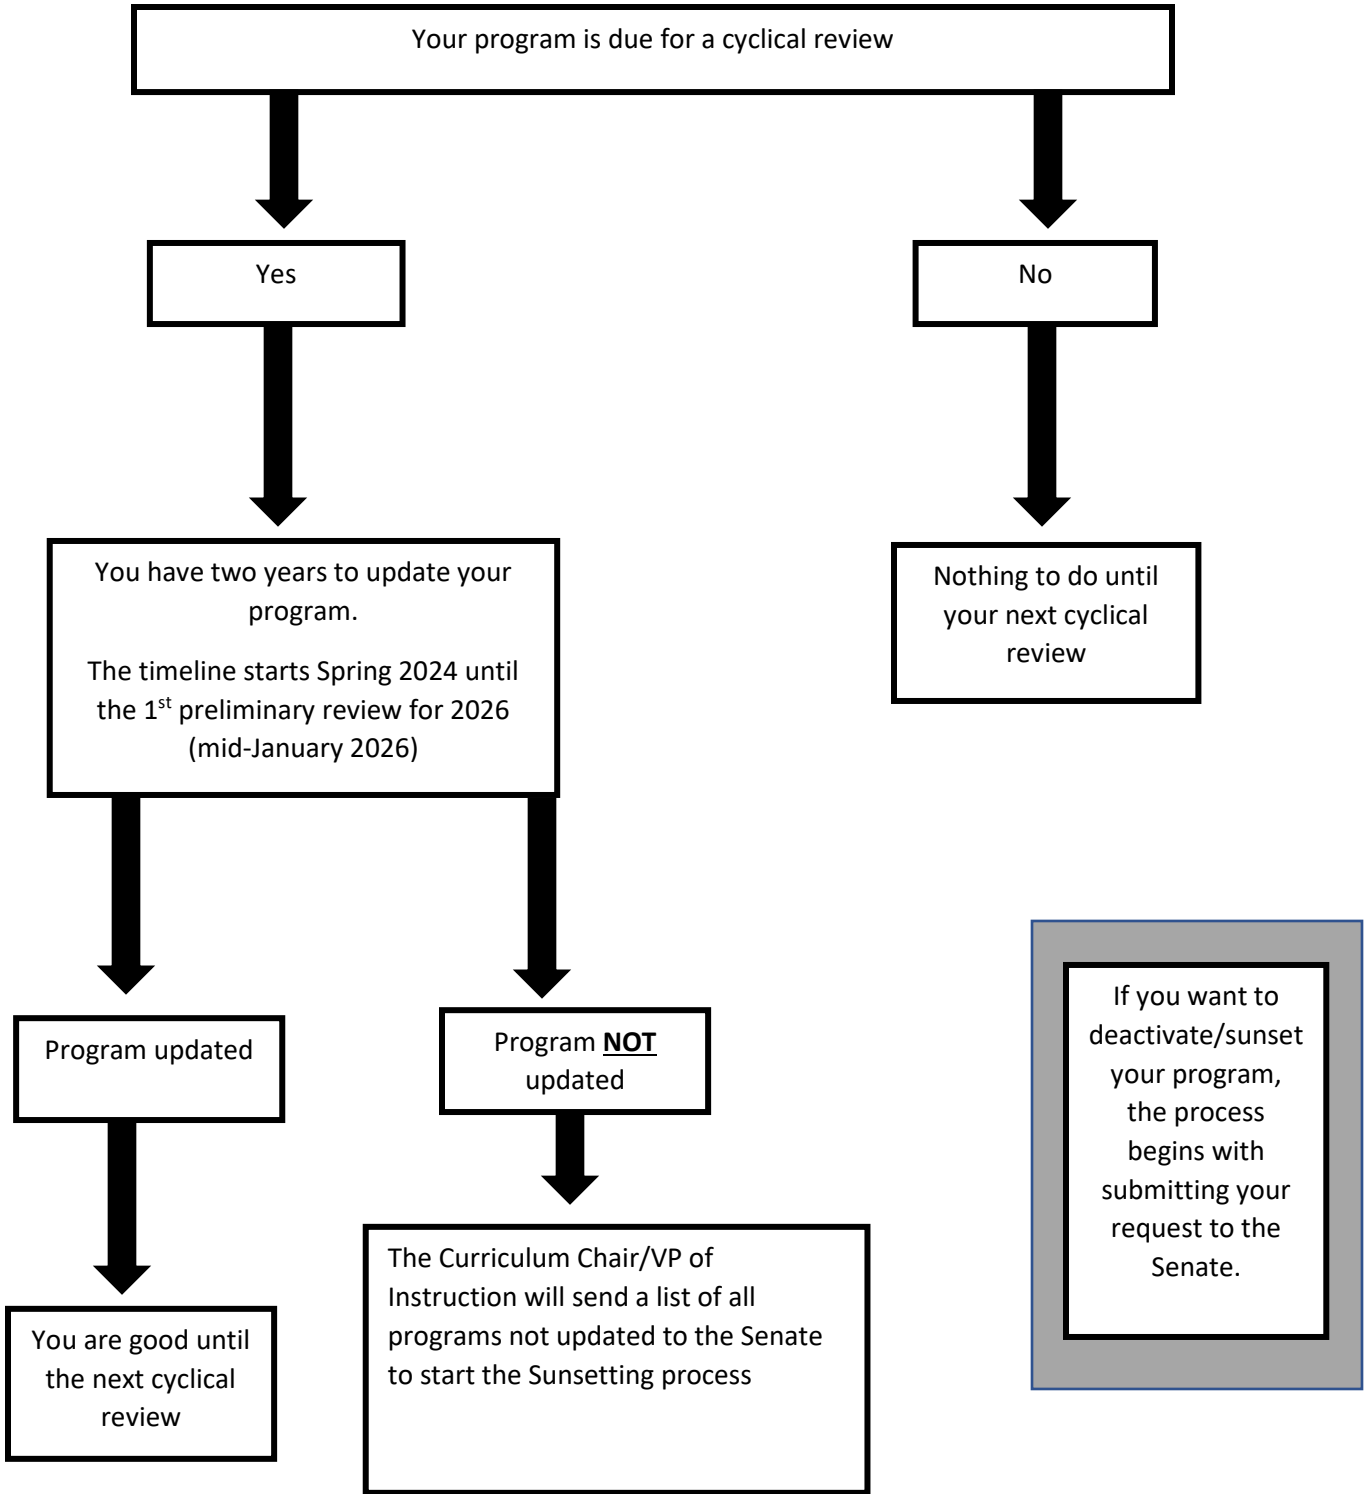 Your program is due for a cyclical review
Yes
No
You have two years to update your
program.
The timeline starts Spring 2024 until
the 1st preliminary review for 2026
(mid-January 2026)
Nothing to do until
your next cyclical
review
Program updated
Program NOT
updated
If you want to
deactivate/sunset
your program,
the process
begins with
submitting your
request to the
Senate.
You are good until
the next cyclical
review
The Curriculum Chair/VP of
Instruction will send a list of all
programs not updated to the Senate
to start the Sunsetting process